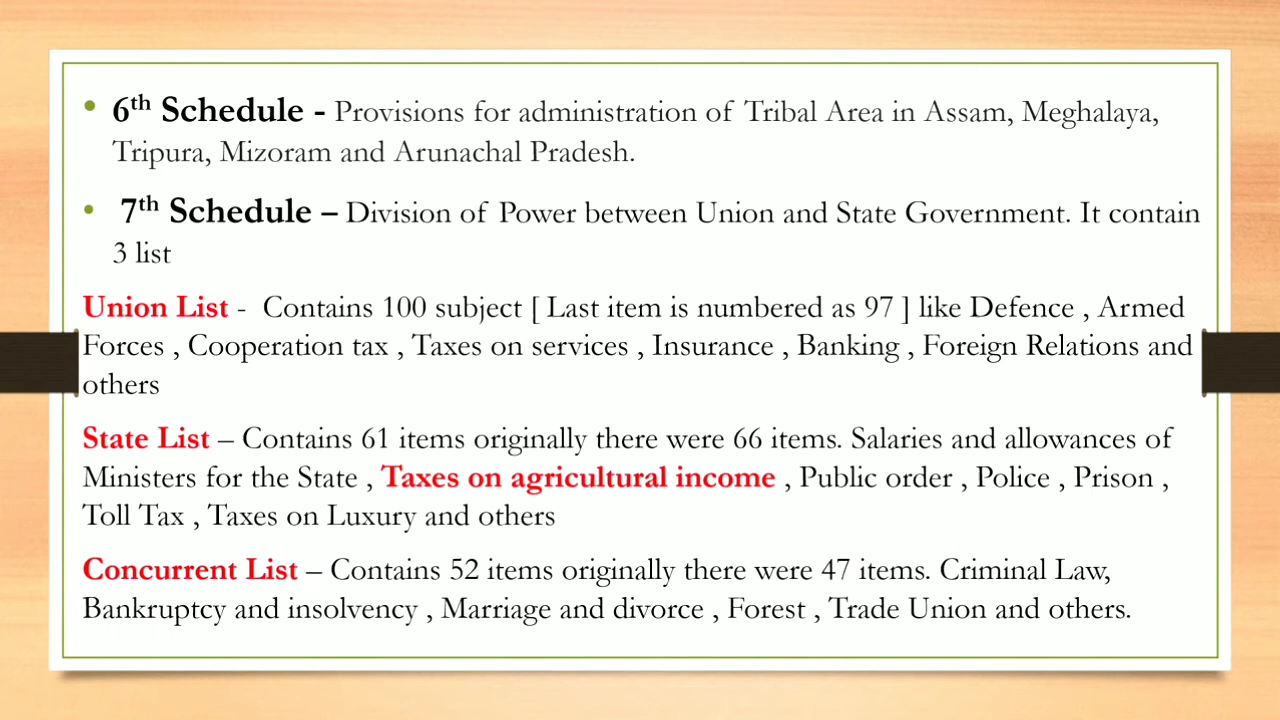 • 6th Schedule - Provisions for administration of Tribal Area in Assam, Meghalaya,
Tripura, Mizoram and Arunachal Pradesh.
• 7th Schedule – Division of Power between Union and State Government. It contain
3 list
Union List - Contains 100 subject [ Last item is numbered as 97 ] like Defence , Armed
Forces , Cooperation tax , Taxes on services , Insurance , Banking , Foreign Relations and
others
State List – Contains 61 items originally there were 66 items. Salaries and allowances of
Ministers for the State , Taxes on agricultural income , Public order , Police , Prison ,
Toll Tax , Taxes on Luxury and others
Concurrent List – Contains 52 items originally there were 47 items. Criminal Law,
Bankruptcy and insolvency , Marriage and divorce , Forest , Trade Union and others.